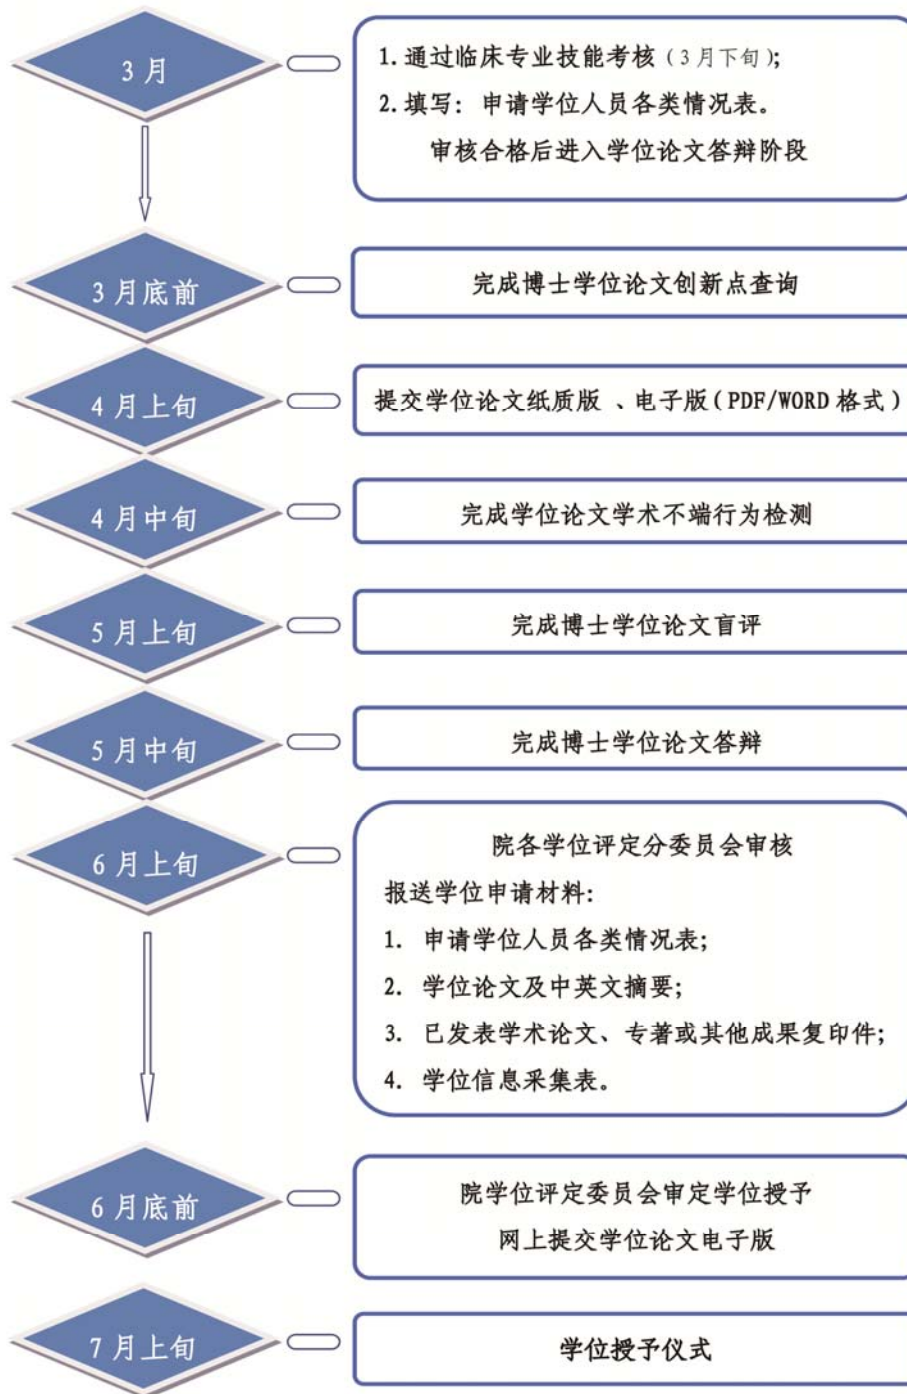 3 月
1. 通过临床专业技能考核（3月下旬）;
2. 填写：申请学位人员各类情况表。
审核合格后进入学位论文答辩阶段
3 月底前
完成博士学位论文创新点查询
4 月上旬
提交学位论文纸质版 、电子版（PDF/WORD 格式）
4 月中旬
完成学位论文学术不端行为检测
5 月上旬
完成博士学位论文盲评
5 月中旬
完成博士学位论文答辩
6 月上旬
院各学位评定分委员会审核
报送学位申请材料：
1. 申请学位人员各类情况表;
2. 学位论文及中英文摘要;
3. 已发表学术论文、专著或其他成果复印件;
4. 学位信息采集表。
6 月底前
院学位评定委员会审定学位授予
网上提交学位论文电子版
7 月上旬
学位授予仪式